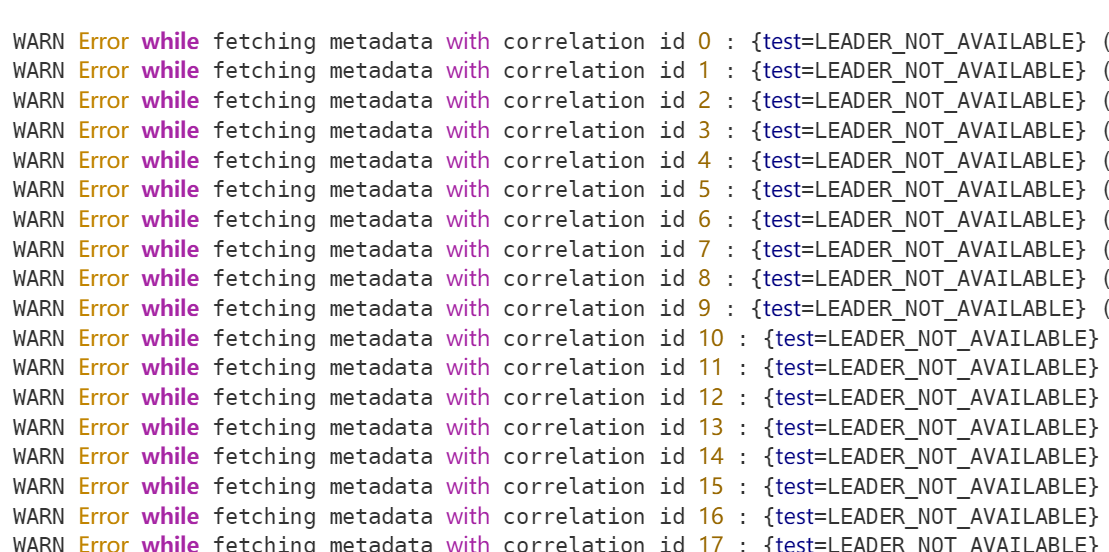 WARN Error while fetching metadata with correlation id 0 : {test=LEADER_NOT_AVAILABLE} (
WARN Error while fetching metadata with correlation id 1 : {test=LEADER_NOT_AVAILABLE} (
WARN Error while fetching metadata with correlation id 2 : {test=LEADER_NOT_AVAILABLE} (
WARN Error while fetching metadata with correlation id 3 : {test=LEADER_NOT_AVAILABLE} (
WARN Error while fetching metadata with correlation id 4 : {test=LEADER_NOT_AVAILABLE} (
WARN Error while fetching metadata with correlation id 5 : {test=LEADER_NOT_AVAILABLE} (
WARN Error while fetching metadata with correlation id 6 : {test=LEADER_NOT_AVAILABLE} (
WARN Error while fetching metadata with correlation id 7 : {test=LEADER_NOT_AVAILABLE} (
WARN Error while fetching metadata with correlation id 8 : {test=LEADER_NOT_AVAILABLE} (
WARN Error while fetching metadata with correlation id 9 : {test=LEADER_NOT_AVAILABLE} (
WARN Error while fetching metadata with correlation id 10 : {test=LEADER_NOT_AVAILABLE}
WARN Error while fetching metadata with correlation id 11 : {test=LEADER_NOT_AVAILABLE}
WARN Error while fetching metadata with correlation id 12 : {test=LEADER_NOT_AVAILABLE}
WARN Error while fetching metadata with correlation id 13 : {test=LEADER_NOT_AVAILABLE}
WARN Error while fetching metadata with correlation id 14 : {test=LEADER_NOT_AVAILABLE}
WARN Error while fetching metadata with correlation id 15 : {test=LEADER_NOT_AVAILABLE}
WARN Error while fetching metadata with correlation id 16 : {test=LEADER_NOT_AVAILABLE}
WARN Error while fetching metadata with correlation id 17 : {test=LEADER_NOT_AVAILABLE}